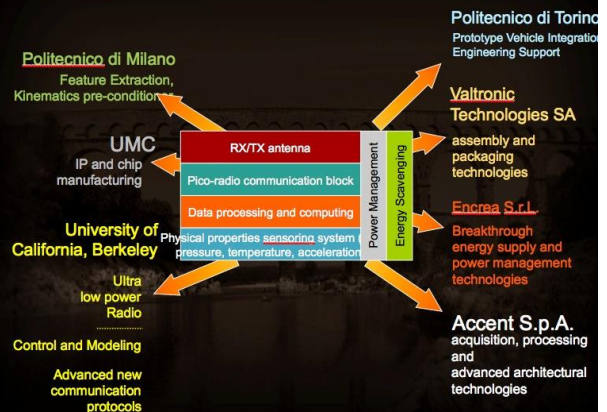 Politecnico di Milano
Feature Extraction,
Kinematics pre-conditioner
UMC
IP and chip
manufacturing
University of
California, Berkeley
Ultra
low power
Radio
Control and Modeling
Advanced new
communication
protocols
RX/TX antenna
Pico-radio communication block
Data processing and computing
Physical properties sensoring system (
pressure, temperature, acceleration
Power Management
Energy Scavenging
Politecnico di Torino
Prototype Vehicle Integration
Engineering Support
Valtronic
Technologies SA
assembly and
packaging
technologies
Encrea S.r.L.
Breakthrough
energy supply and
power management
technologies
Accent S.p.A.
acquisition, processing
and
advanced architectural
technologies